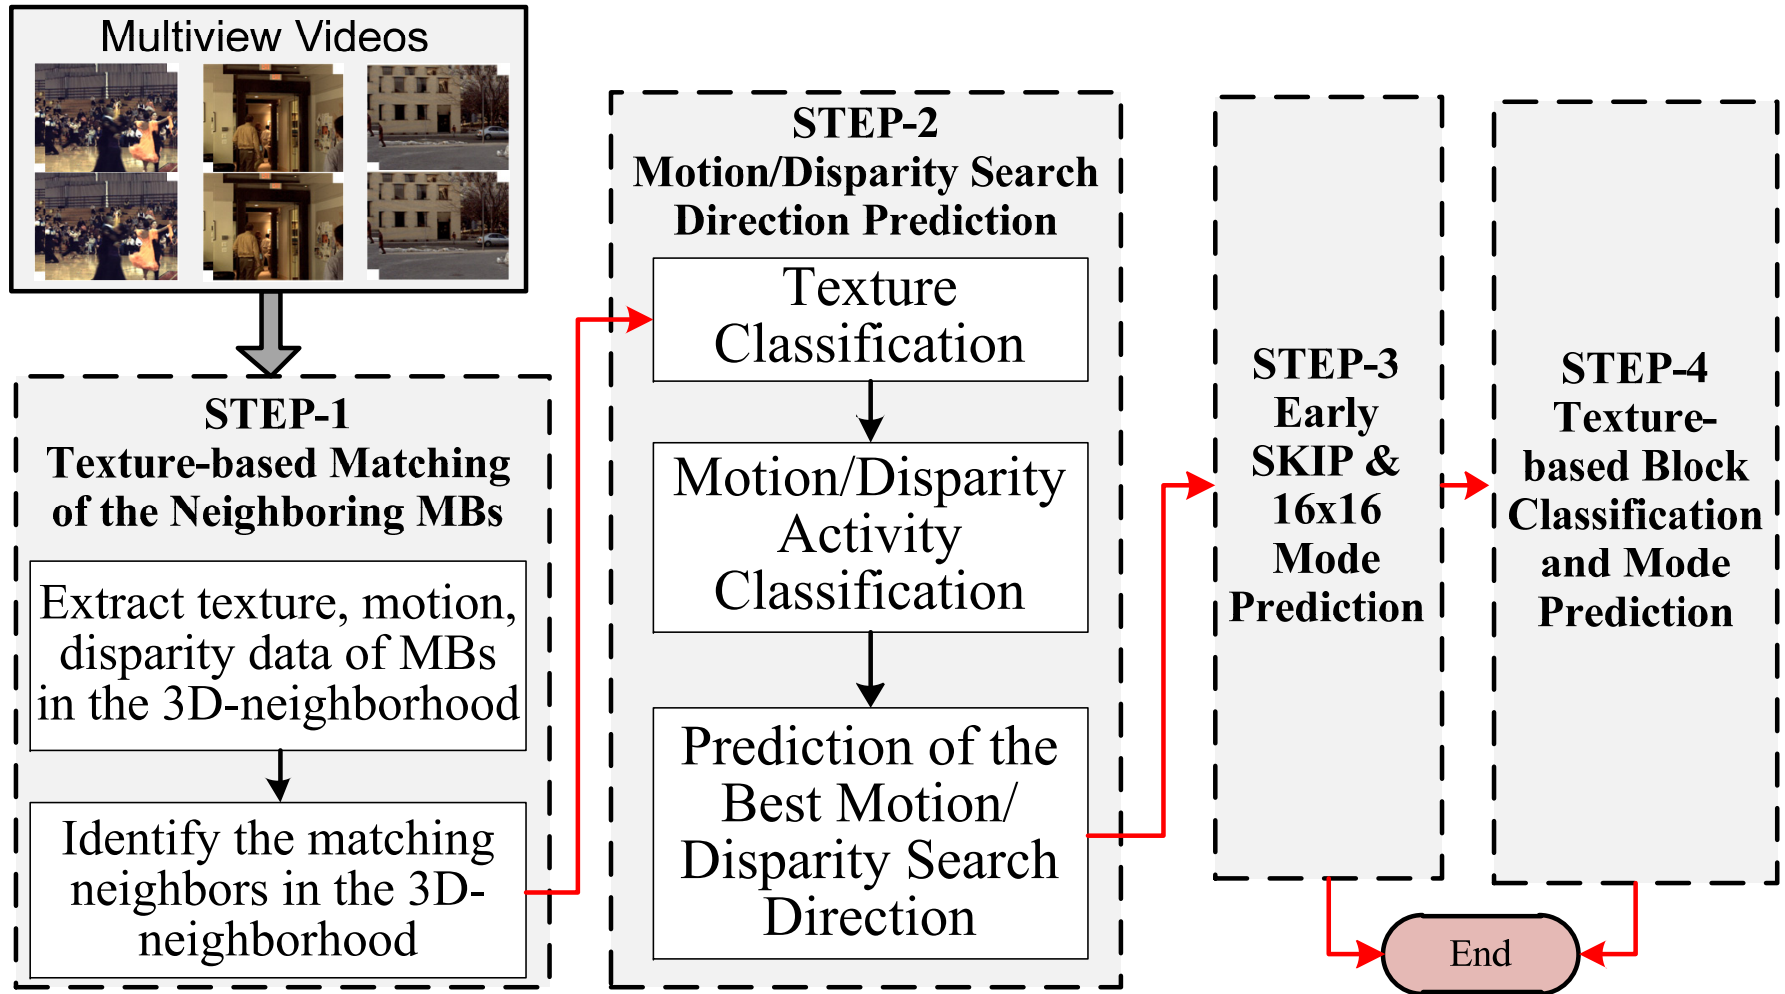 Multiview Videos
STEP-1
Texture-based Matching
of the Neighboring MBs
Extract texture, motion,
disparity data of MBs
in the 3D-neighborhood
Identify the matching
neighbors in the 3D-
neighborhood
STEP-2
Motion/Disparity Search
Direction Prediction
Texture
Classification
Motion/Disparity
Activity
Classification
Prediction of the
Best Motion/
Disparity Search
Direction
STEP-3
Early
SKIP &
16x16
Mode
Prediction
STEP-4
Texture-
based Block
Classification
and Mode
Prediction
End